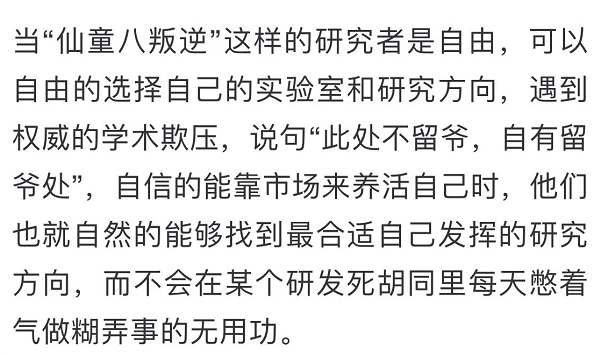 当“仙童八叛逆”这样的研究者是自由，可以
自由的选择自己的实验室和研究方向，遇到
权威的学术欺压，说句“此处不留爷，自有留
爷处”，自信的能靠市场来养活自己时，他们
也就自然的能够找到最合适自己发挥的研究
方向，而不会在某个研发死胡同里每天憋着
气做糊弄事的无用功。